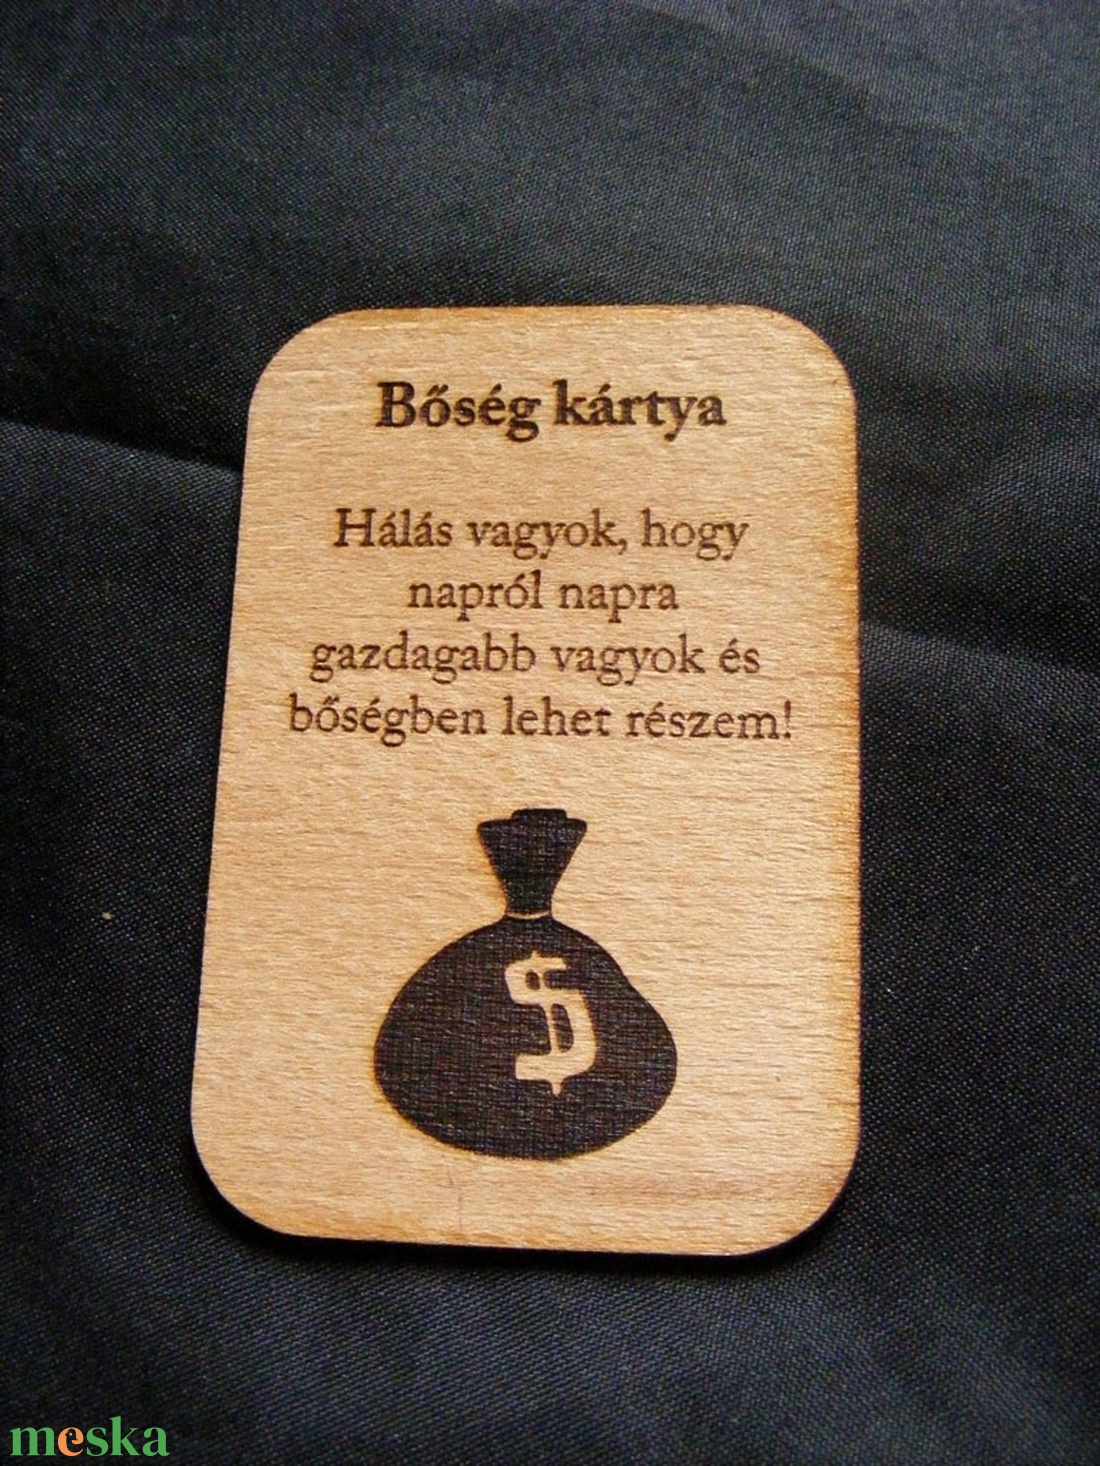 Bőség kártya
Hálás vagyok, hogy
napról napra
gazdagabb vagyok és
bőségben lehet részem!
$
meska